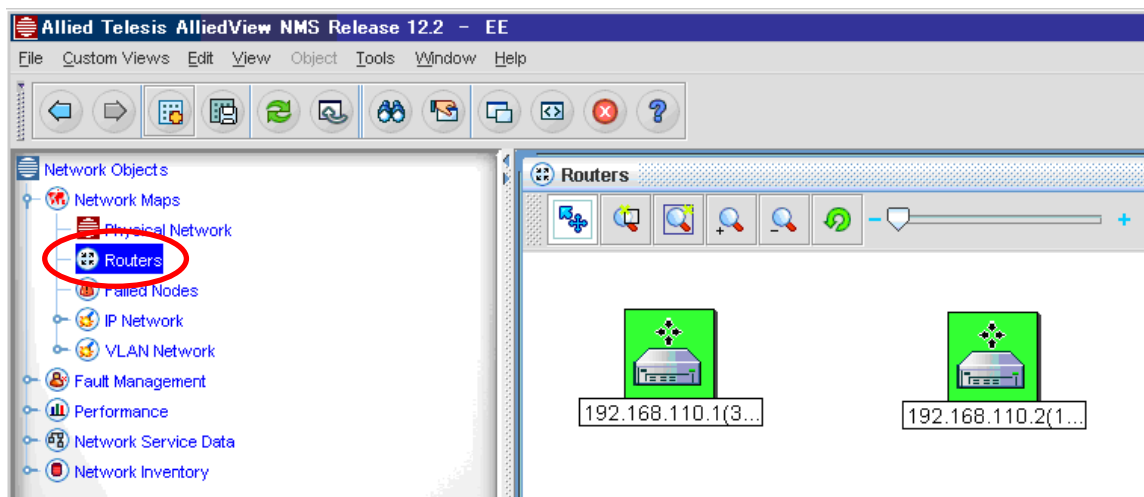 Allied Telesis AlliedView NMS Release 12.2 - EE
File Custom Views Edit View Object Tools Window Help
Network Objects
Network Maps
Physical Network
Routers
Failed Nodes
IP Network
VLAN Network
Fault Management
Performance
Network Service Data
Network Inventory
Routers
192.168.110.1(3...
192.168.110.2(1...